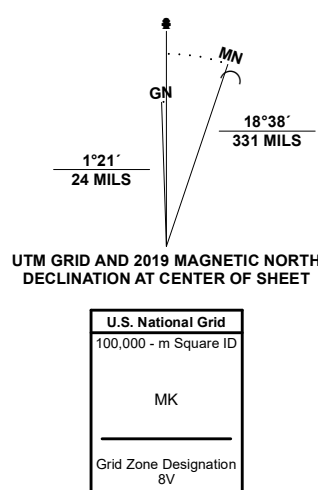 MN
GN
18°38´
331 MILS
1°21´
24 MILS
UTM GRID AND 2019 MAGNETIC NORTH
DECLINATION AT CENTER OF SHEET
U.S. National Grid
100,000 - m Square ID
MK
Grid Zone Designation
8V